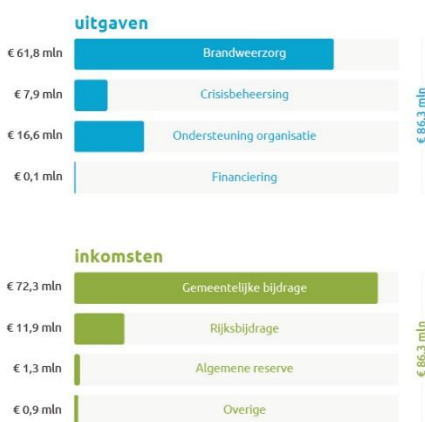 uitgaven
€ 61,8 mln Brandweerzorg
€ 7,9 mln Crisisbeheersing
€ 16,6 mln Ondersteuning organisatie
€ 0,1 mln Financiering
€ 86,3 mln
inkomsten
€ 72,3 mln Gemeentelijke bijdrage
€ 11,9 mln Rijksbijdrage
€ 1,3 mln Algemene reserve
€ 0,9 mln Overige
€ 86,3 mln